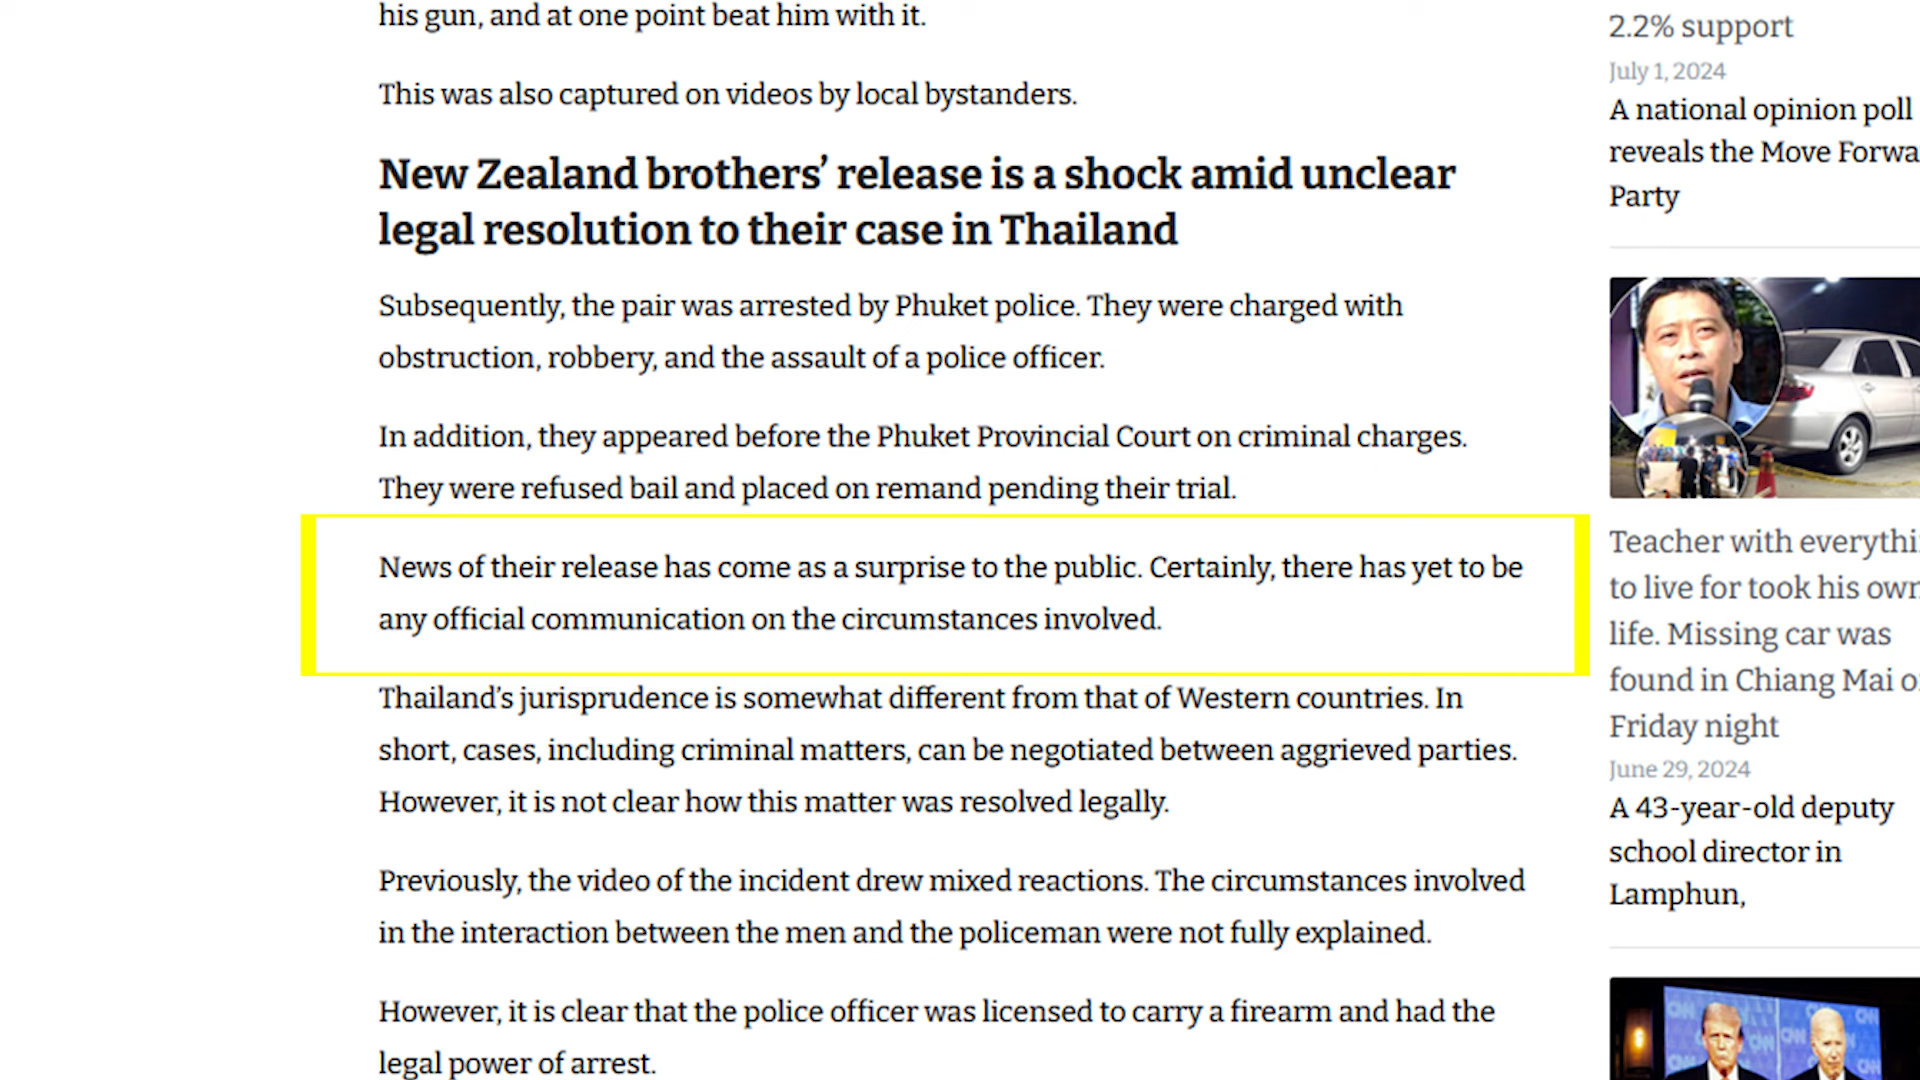 his gun, and at one point beat him with it.
This was also captured on videos by local bystanders.
New Zealand brothers’ release is a shock amid unclear
legal resolution to their case in Thailand
Subsequently, the pair was arrested by Phuket police. They were charged with
obstruction, robbery, and the assault of a police officer.
In addition, they appeared before the Phuket Provincial Court on criminal charges.
They were refused bail and placed on remand pending their trial.
News of their release has come as a surprise to the public. Certainly, there has yet to be
any official communication on the circumstances involved.
Thailand’s jurisprudence is somewhat different from that of Western countries. In
short, cases, including criminal matters, can be negotiated between aggrieved parties.
However, it is not clear how this matter was resolved legally.
Previously, the video of the incident drew mixed reactions. The circumstances involved
in the interaction between the men and the policeman were not fully explained.
However, it is clear that the police officer was licensed to carry a firearm and had the
legal power of arrest.
2.2% support
July 1, 2024
A national opinion poll
reveals the Move Forwa
Party
Teacher with everythi
to live for took his own
life. Missing car was
found in Chiang Mai o
Friday night
June 29, 2024
A 43-year-old deputy
school director in
Lamphun,
CNN
CNN
CNN